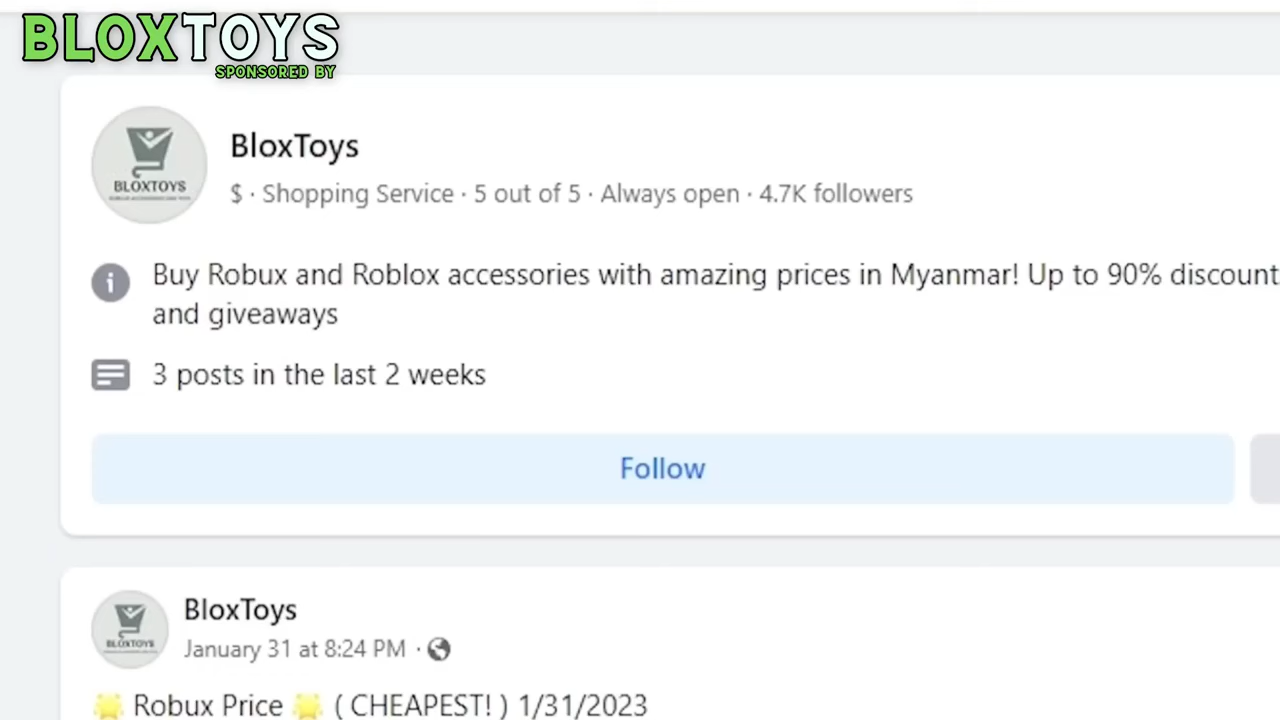 BLOXTOYS
SPONSORED BY
BLOXTOYS
BloxToys
$ · Shopping Service · 5 out of 5 · Always open · 4.7K followers
Buy Robux and Roblox accessories with amazing prices in Myanmar! Up to 90% discount
and giveaways
3 posts in the last 2 weeks
Follow
BLOXTOYS
BloxToys
January 31 at 8:24 PM ·
🌟 Robux Price 🌟 ( CHEAPEST! ) 1/31/2023